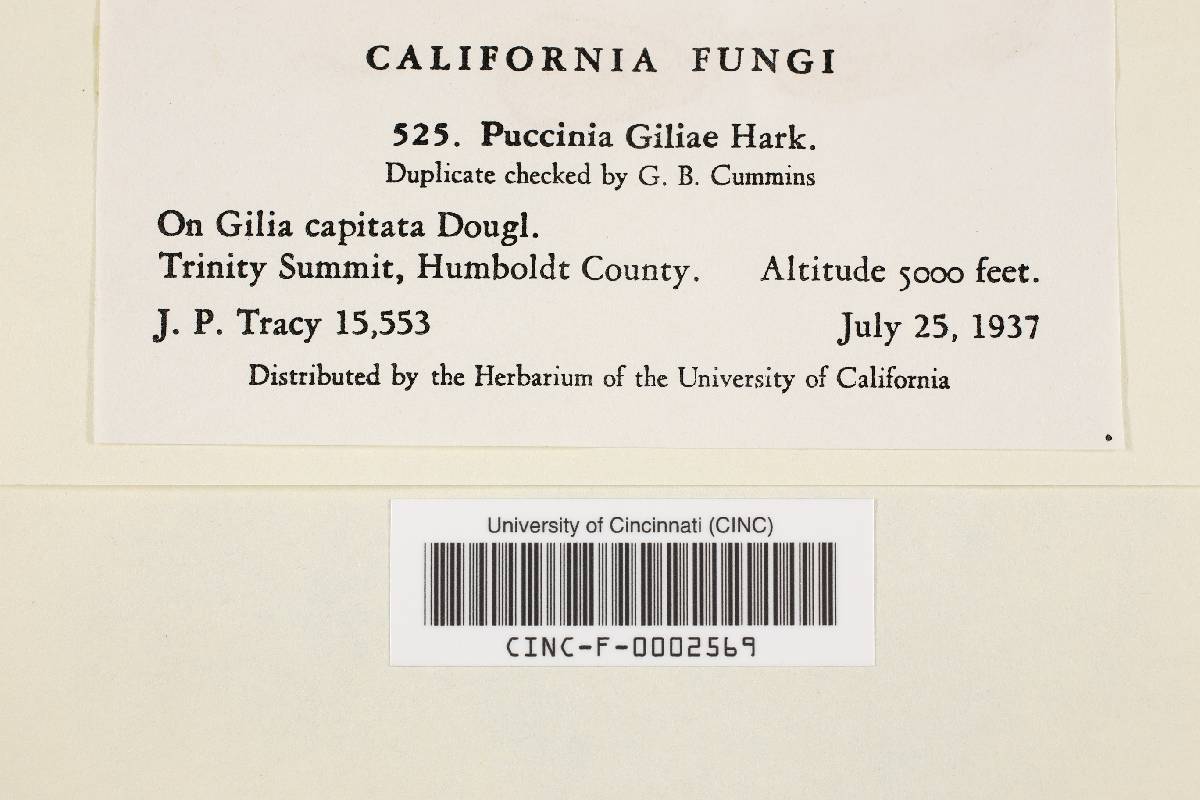 CALIFORNIA FUNGI
525. Puccinia Giliae Hark.
Duplicate checked by G. B. Cummins
On Gilia capitata Dougl.
Trinity Summit, Humboldt County. Altitude 5000 feet.
J. P. Tracy 15,553 July 25, 1937
Distributed by the Herbarium of the University of California
University of Cincinnati (CINC)
CINC-F-0002569